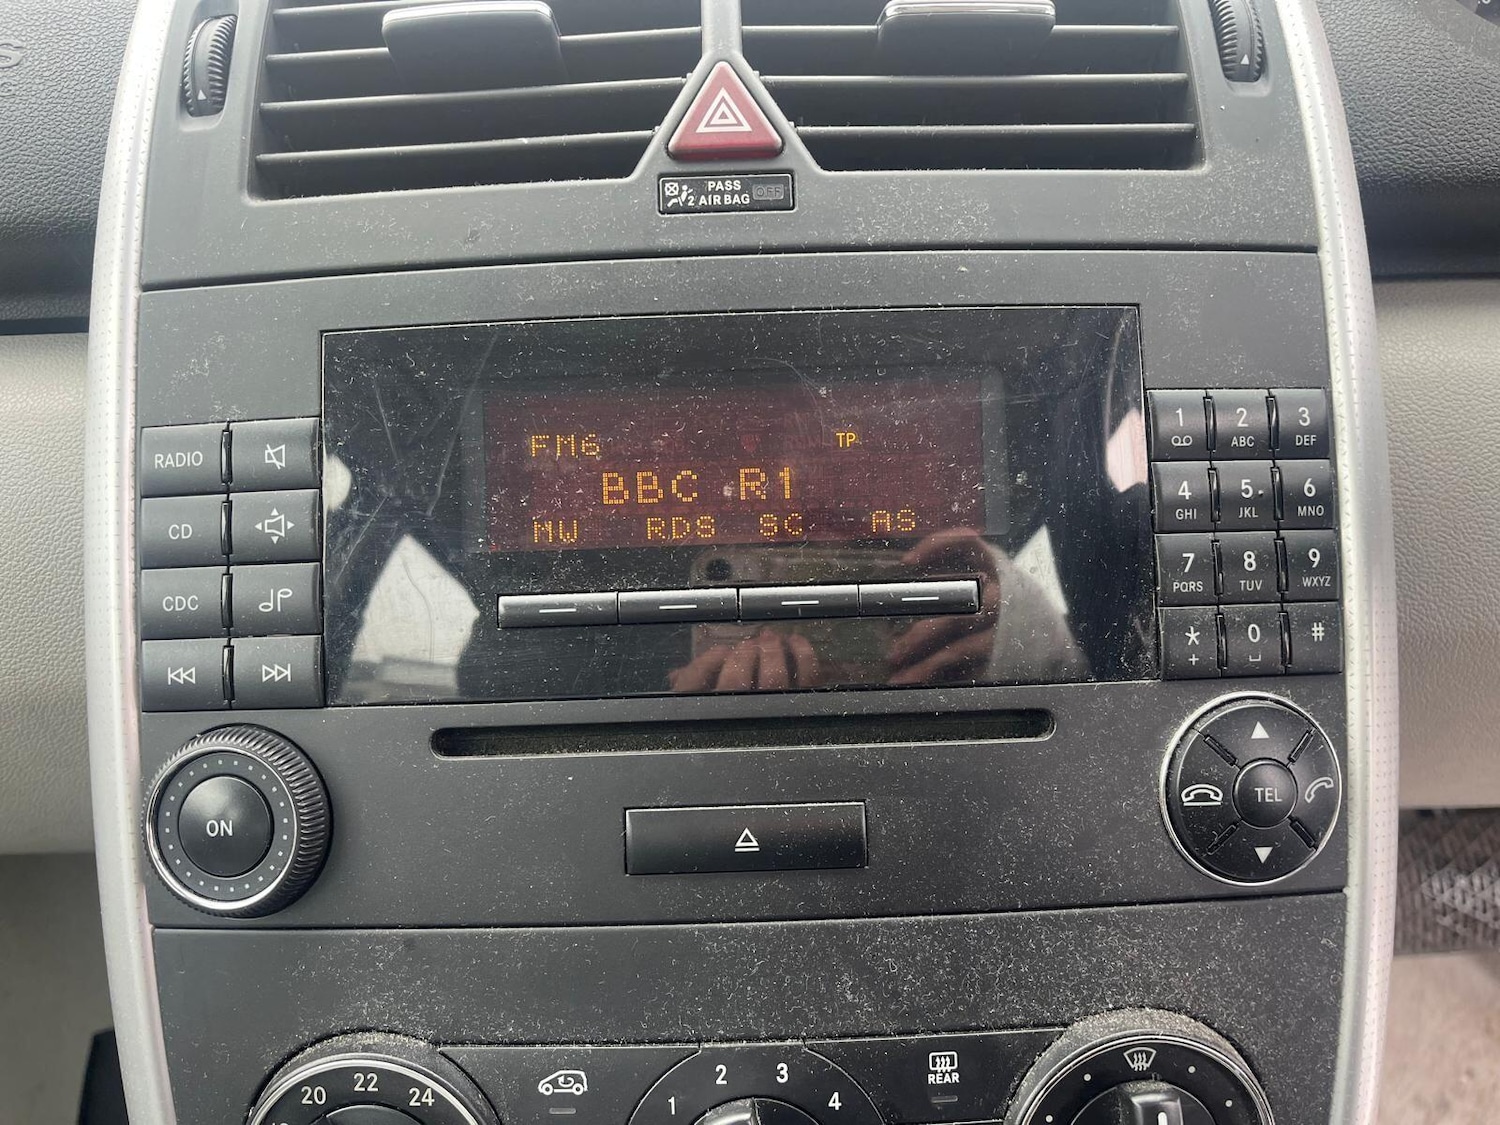 PASS
2 AIR BAG OFF
FM6 TP
BBC R1
MW RDS SC AS
RADIO
CD
CDC
ON
1
2 ABC
3 DEF
4 GHI
5 JKL
6 MNO
7 PQRS
8 TUV
9 WXYZ
*
+
0
#
TEL
20 22 24
1 2 3 4
REAR